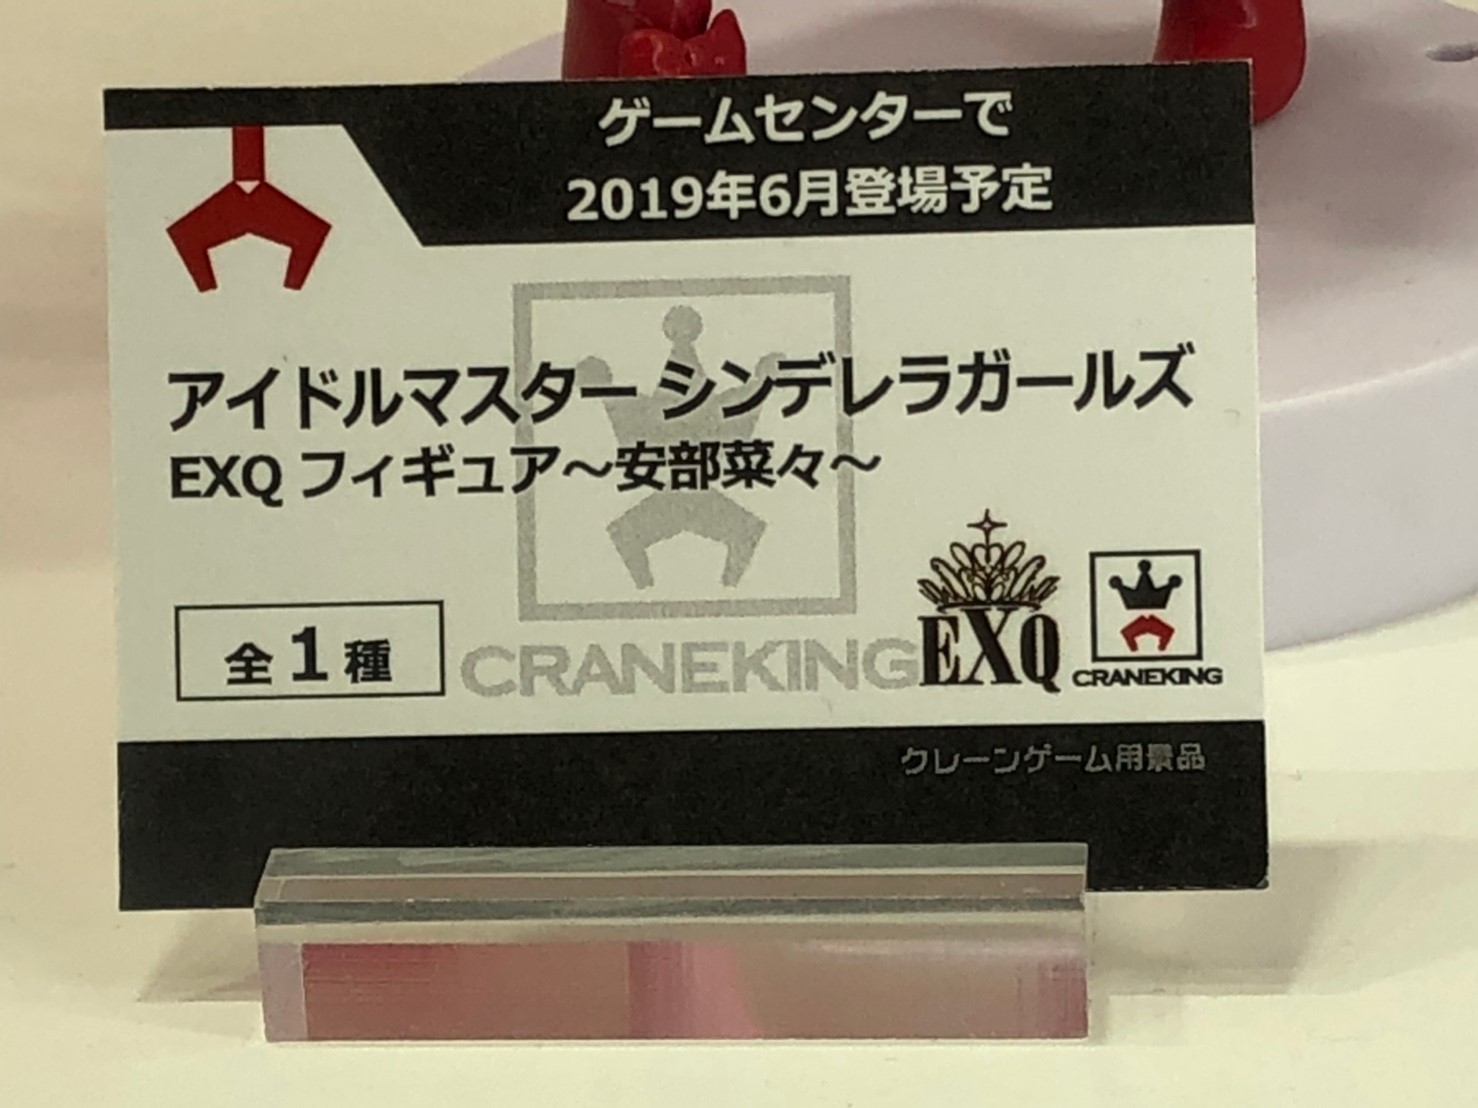 ゲームセンターで
2019年6月登場予定
アイドルマスター シンデレラガールズ
EXQ フィギュア～安部菜々～
全1種
CRANEKING
EXQ
CRANEKING
クレーンゲーム用景品